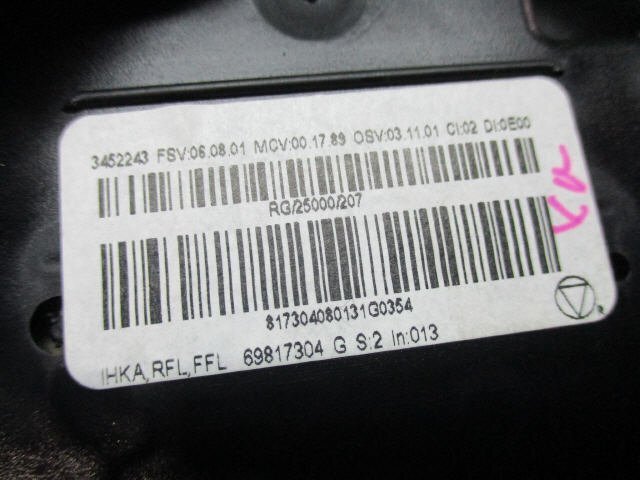 3452243 FSV:06.08.01 MCV:00.17.89 OSV:03.11.01 CI:02 DI:0E00
RG/25000/207
817304080131G0354
IHKA,RFL,FFL 69817304 G S:2 In:013